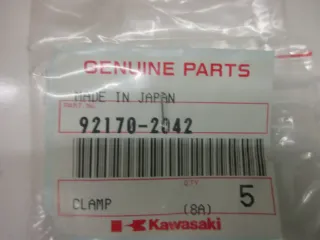 GENUINE PARTS
MADE IN JAPAN
PART NO.
92170-2042
QTY
5
CLAMP
(8A)
Kawasaki